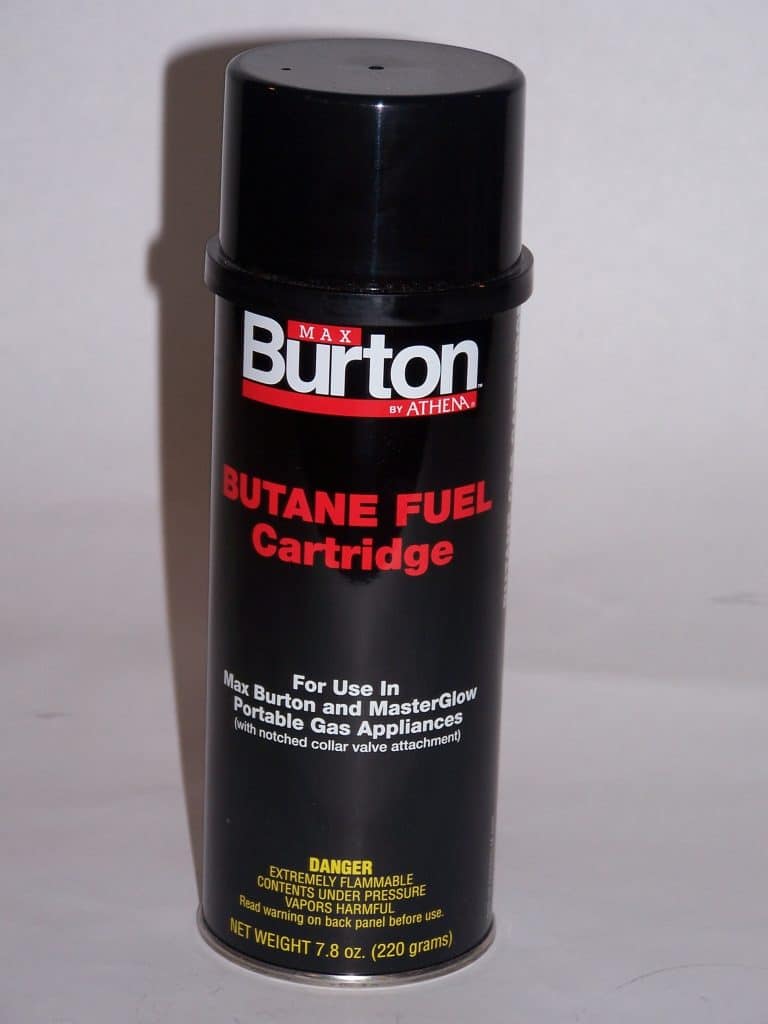 MAX
Burton™
BY ATHENA®
BUTANE FUEL
Cartridge
For Use In
Max Burton and MasterGlow
Portable Gas Appliances
(with notched collar valve attachment)
DANGER
EXTREMELY FLAMMABLE
CONTENTS UNDER PRESSURE
VAPORS HARMFUL
Read warning on back panel before use.
NET WEIGHT 7.8 oz. (220 grams)